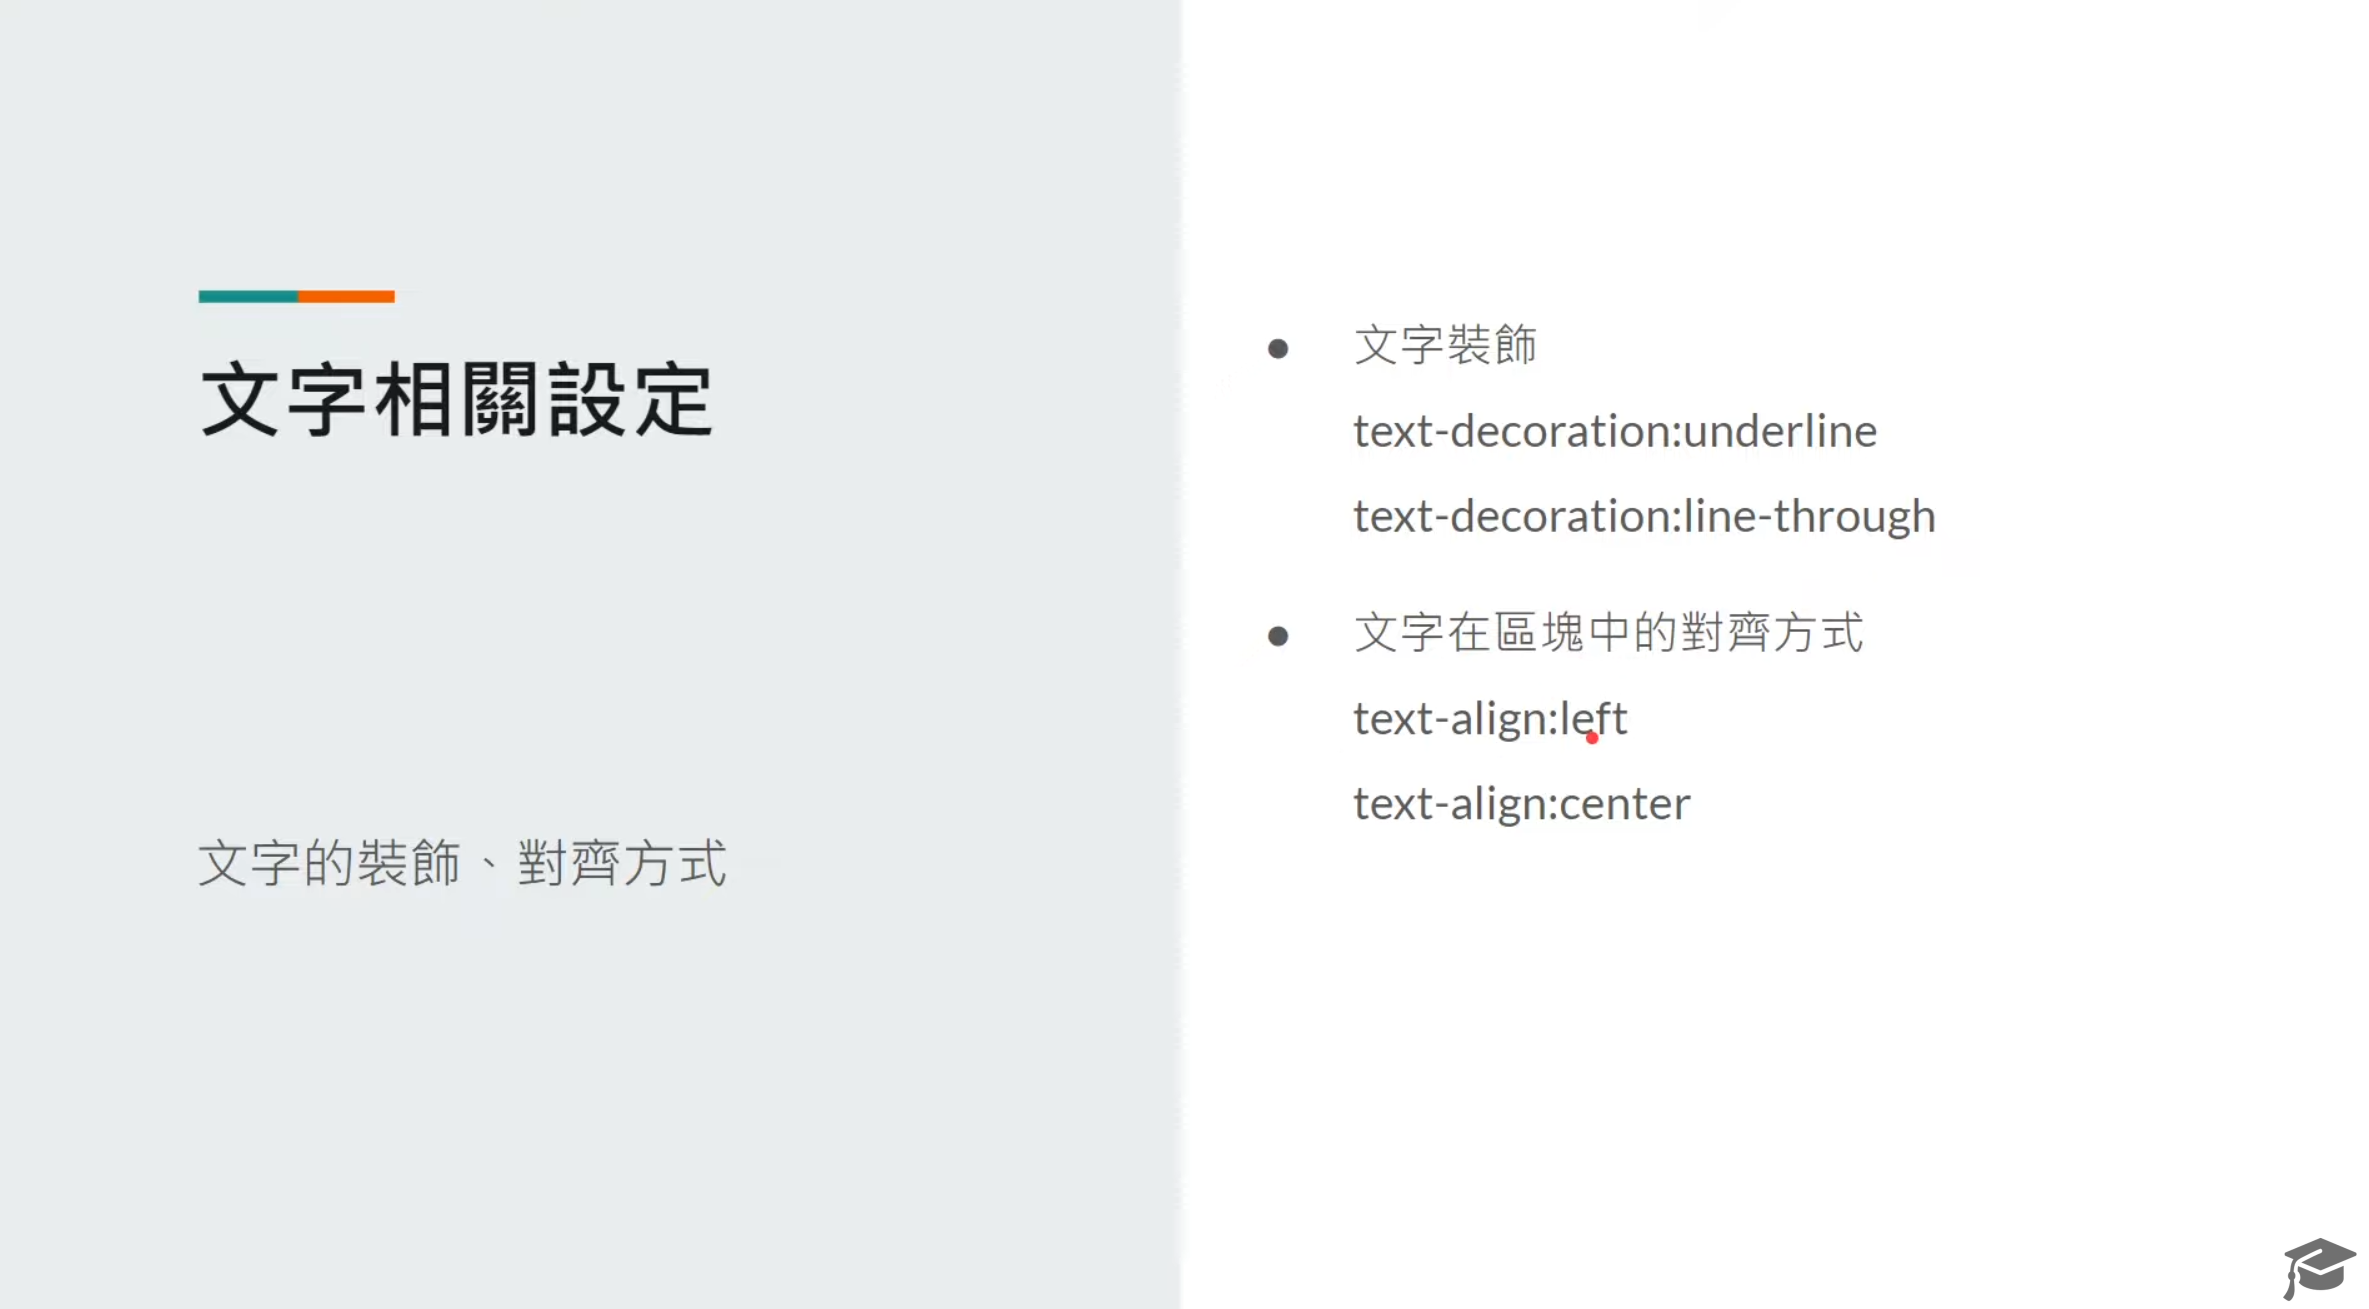 文字相關設定
文字的裝飾、對齊方式
● 文字裝飾
text-decoration:underline
text-decoration:line-through
● 文字在區塊中的對齊方式
text-align:left
text-align:center